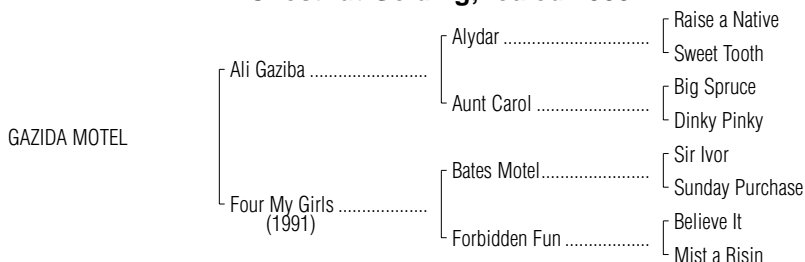 Raise a Native
Alydar ............................
Sweet Tooth
Ali Gaziba ........................
Big Spruce
Aunt Carol .......................
Dinky Pinky
GAZIDA MOTEL
Sir Ivor
Bates Motel......................
Sunday Purchase
Four My Girls ..................
(1991)
Believe It
Forbidden Fun .................
Mist a Risin